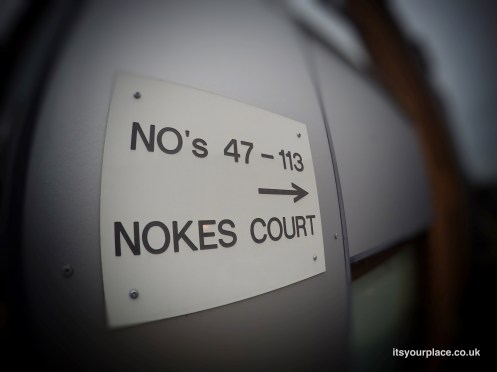 NO's 47 - 113
→
NOKES COURT
itsyourplace.co.uk